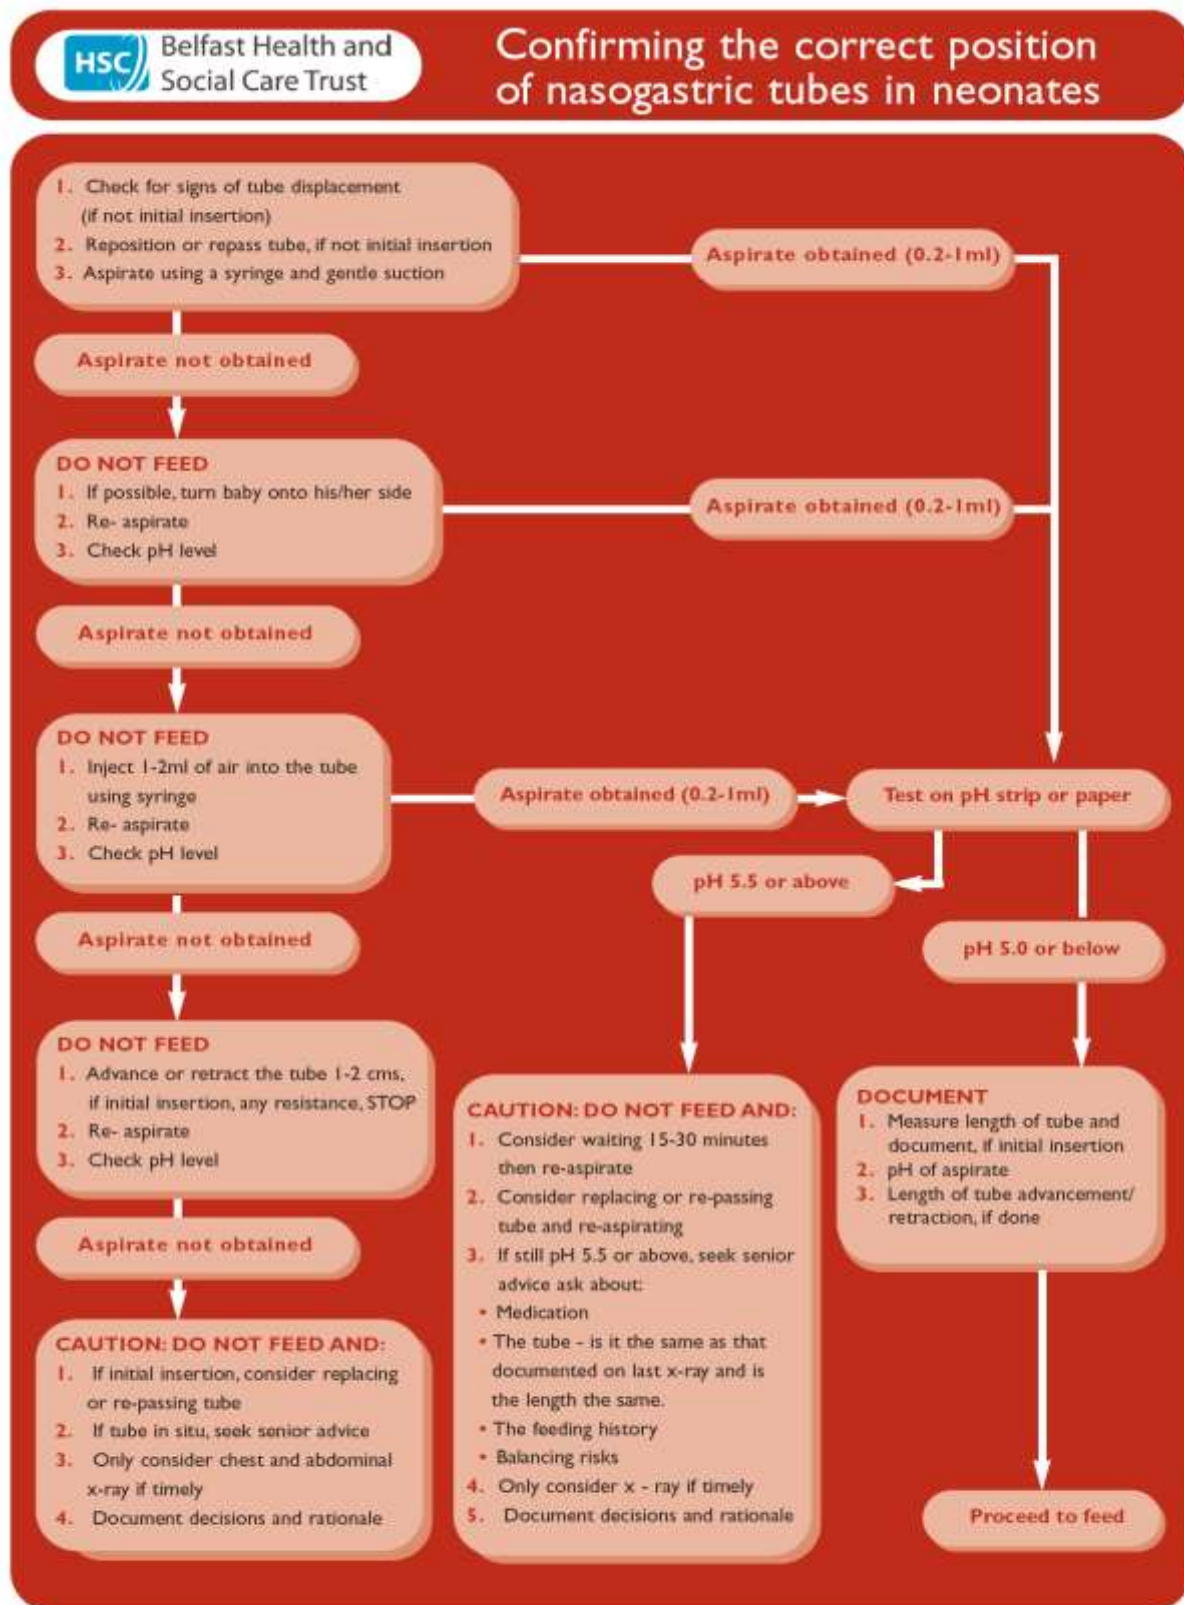 HSC
Belfast Health and
Social Care Trust
Confirming the correct position
of nasogastric tubes in neonates
1. Check for signs of tube displacement
(if not initial insertion)
2. Reposition or repass tube, if not initial insertion
3. Aspirate using a syringe and gentle suction
Aspirate obtained (0.2-1ml)
Aspirate not obtained
DO NOT FEED
1. If possible, turn baby onto his/her side
2. Re- aspirate
3. Check pH level
Aspirate obtained (0.2-1ml)
Aspirate not obtained
DO NOT FEED
1. Inject 1-2ml of air into the tube
using syringe
2. Re- aspirate
3. Check pH level
Aspirate obtained (0.2-1ml)
Test on pH strip or paper
pH 5.5 or above
pH 5.0 or below
Aspirate not obtained
DO NOT FEED
1. Advance or retract the tube 1-2 cms,
if initial insertion, any resistance, STOP
2. Re- aspirate
3. Check pH level
Aspirate not obtained
CAUTION: DO NOT FEED AND:
1. If initial insertion, consider replacing
or re-passing tube
2. If tube in situ, seek senior advice
3. Only consider chest and abdominal
x-ray if timely
4. Document decisions and rationale
CAUTION: DO NOT FEED AND:
1. Consider waiting 15-30 minutes
then re-aspirate
2. Consider replacing or re-passing
tube and re-aspirating
3. If still pH 5.5 or above, seek senior
advice ask about:
• Medication
• The tube - is it the same as that
documented on last x-ray and is
the length the same.
• The feeding history
• Balancing risks
4. Only consider x - ray if timely
5. Document decisions and rationale
DOCUMENT
1. Measure length of tube and
document, if initial insertion
2. pH of aspirate
3. Length of tube advancement/
retraction, if done
Proceed to feed